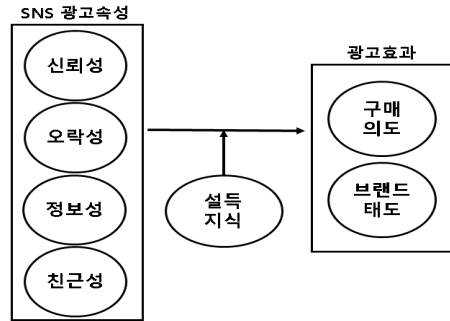 SNS 광고속성
신뢰성
오락성
정보성
친근성
설득
지식
광고효과
구매
의도
브랜드
태도